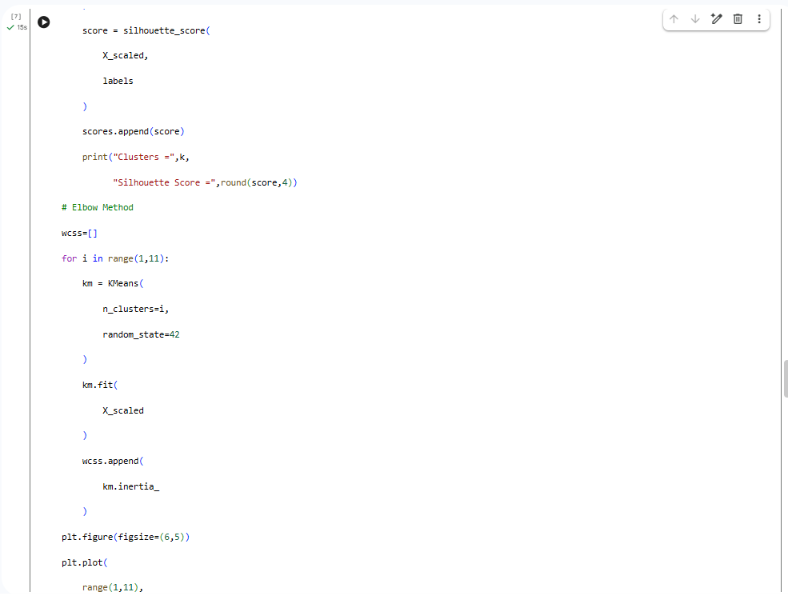 [7]
15s
score = silhouette_score(
X_scaled,
labels
)
scores.append(score)
print("Clusters =",k,
"Silhouette Score =",round(score,4))
# Elbow Method
wcss=[]
for i in range(1,11):
km = KMeans(
n_clusters=i,
random_state=42
)
km.fit(
X_scaled
)
wcss.append(
km.inertia_
)
plt.figure(figsize=(6,5))
plt.plot(
range(1,11),